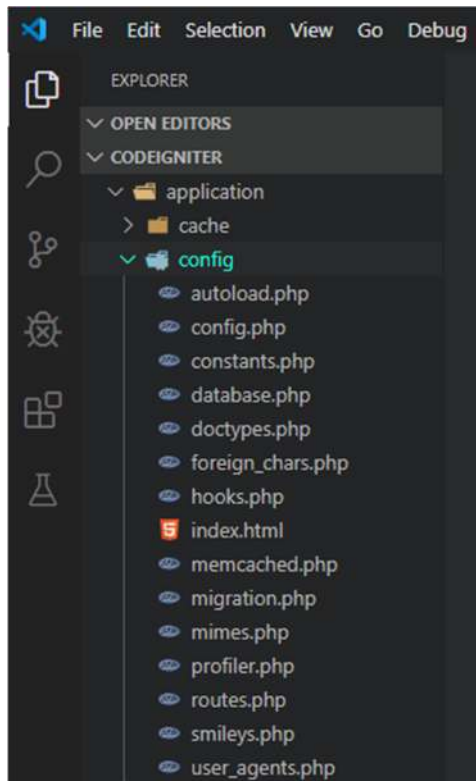 File Edit Selection View Go Debug
EXPLORER
OPEN EDITORS
CODEIGNITER
application
cache
config
autoload.php
config.php
constants.php
database.php
doctypes.php
foreign_chars.php
hooks.php
index.html
memcached.php
migration.php
mimes.php
profiler.php
routes.php
smileys.php
user_agents.php